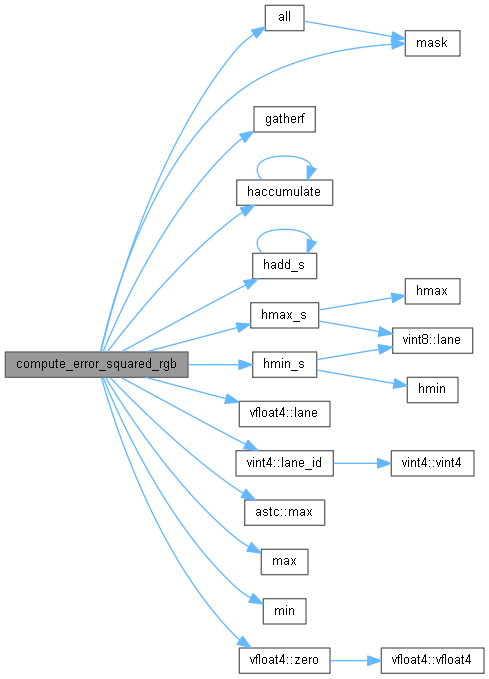 all
mask
gatherf
haccumulate
hadd_s
hmax
hmax_s
vint8::lane
compute_error_squared_rgb
hmin_s
hmin
vfloat4::lane
vint4::lane_id
vint4::vint4
astc::max
max
min
vfloat4::zero
vfloat4::vfloat4